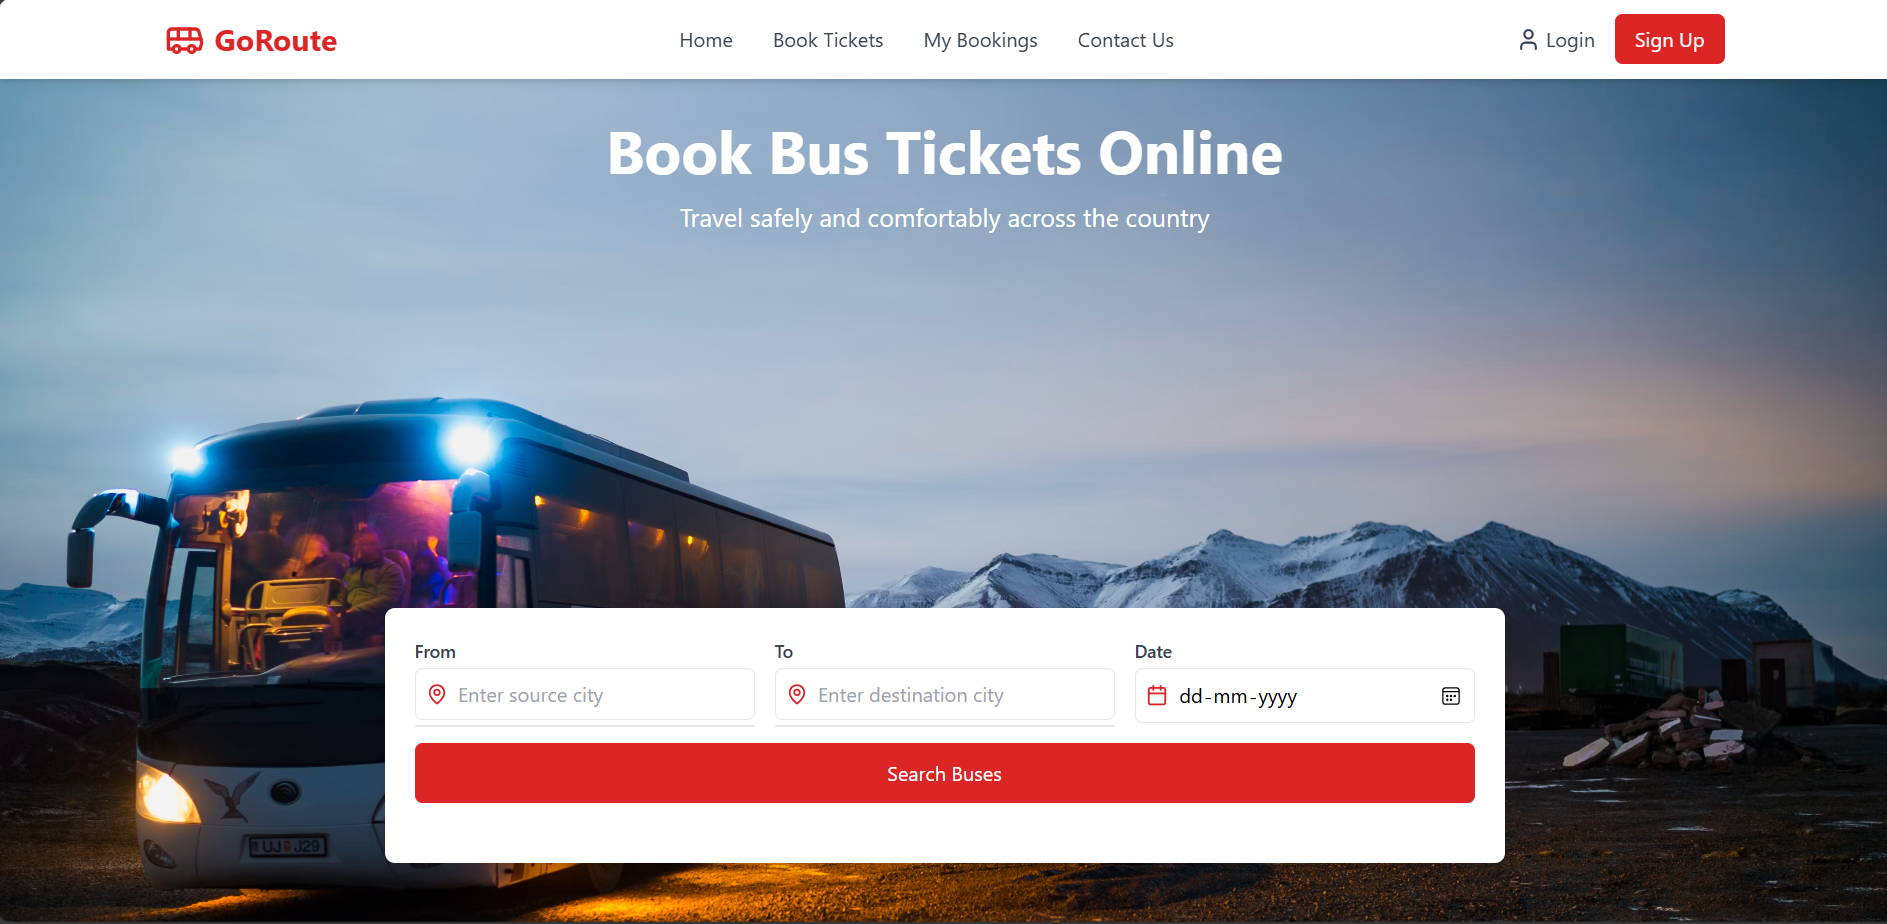 GoRoute
Home Book Tickets My Bookings Contact Us
Login Sign Up
Book Bus Tickets Online
Travel safely and comfortably across the country
From To Date
Enter source city Enter destination city dd-mm-yyyy
Search Buses
UJ J29